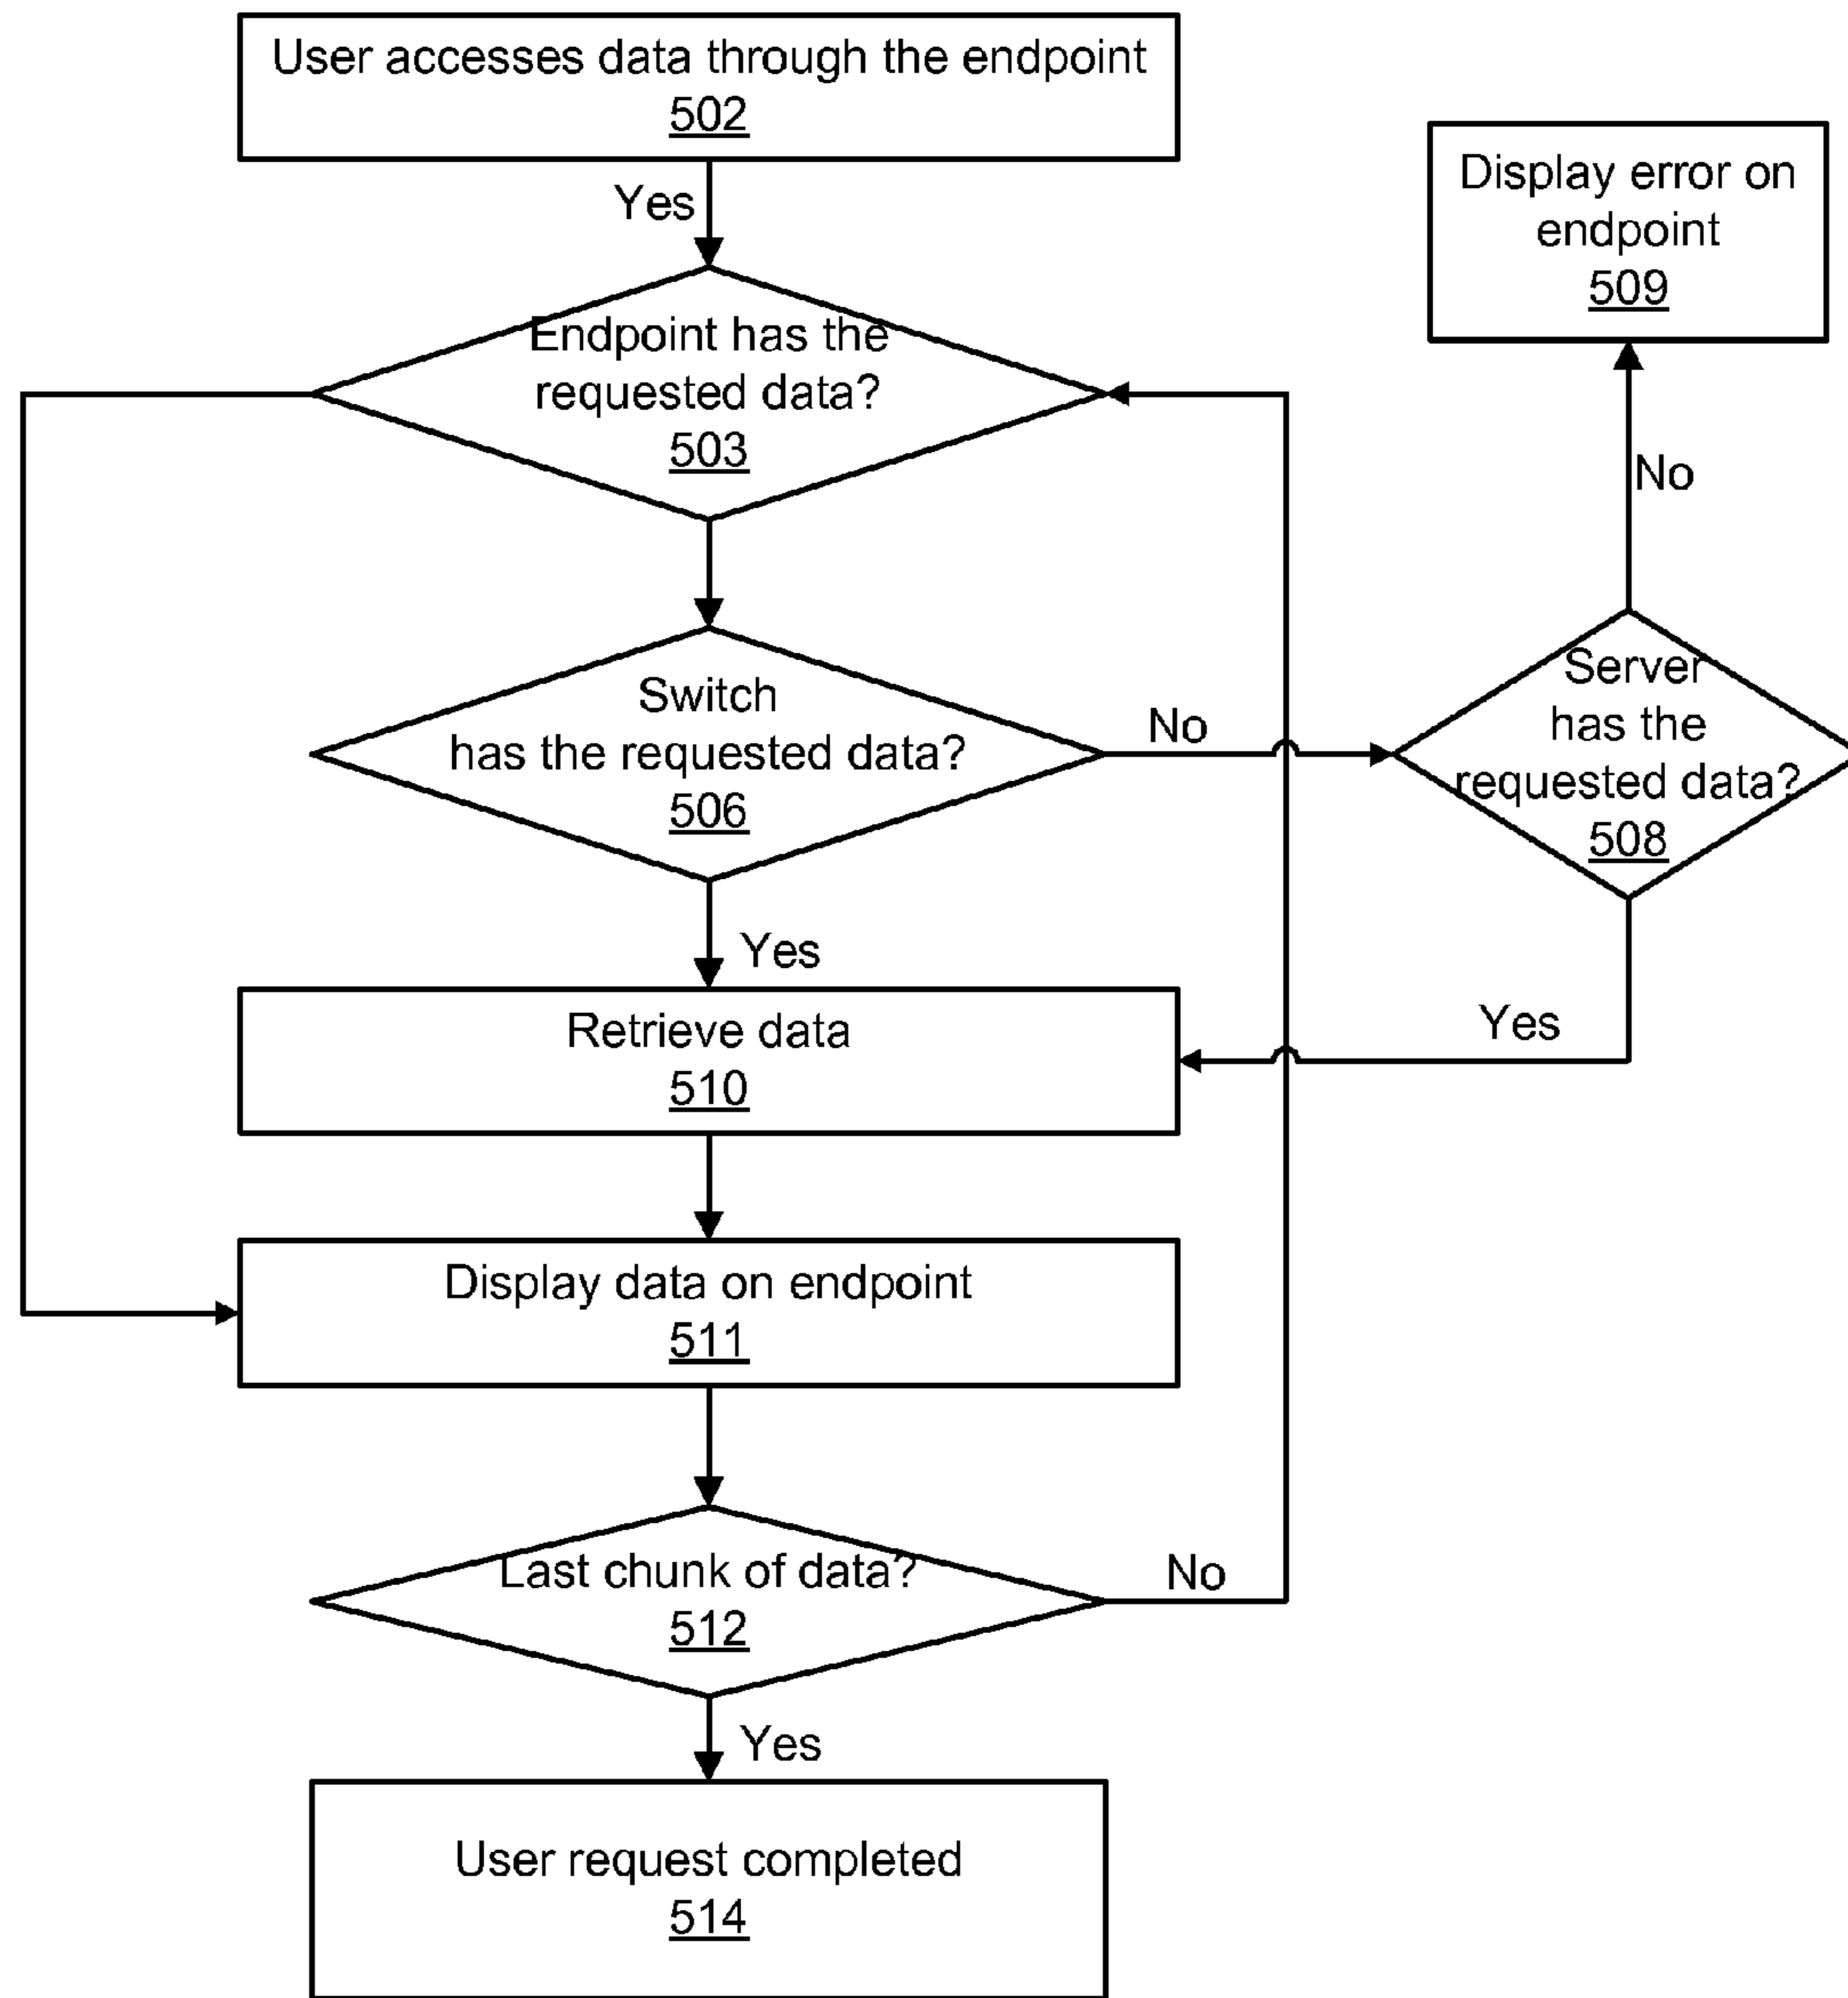 User accesses data through the endpoint
502
Yes
Display error on
endpoint
509
Endpoint has the
requested data?
503
No
Switch
has the requested data?
506
No
Server
has the
requested data?
508
Yes
Retrieve data
510
Yes
Display data on endpoint
511
Last chunk of data?
512
No
Yes
User request completed
514